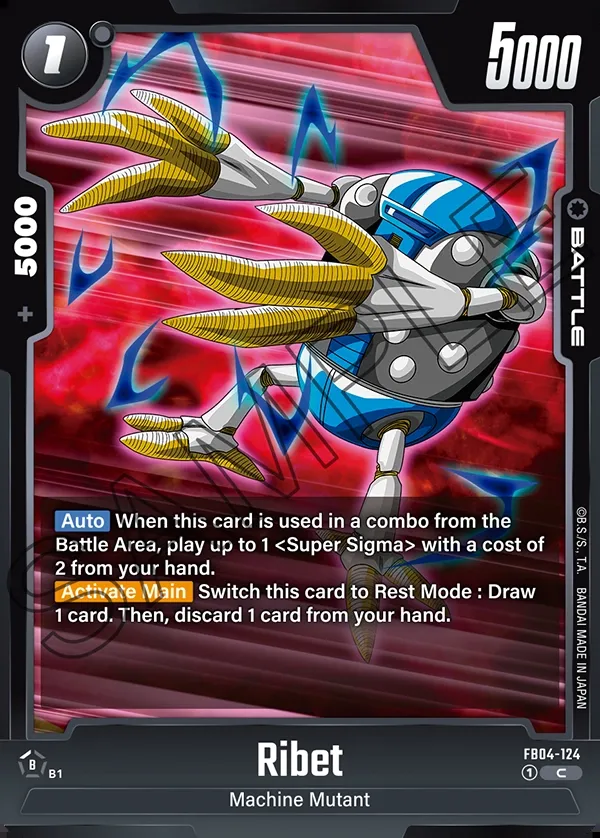 1
5000
+ 5000
BATTLE
SAMPLE
Auto When this card is used in a combo from the
Battle Area, play up to 1 <Super Sigma> with a cost of
2 from your hand.
Activate Main Switch this card to Rest Mode : Draw
1 card. Then, discard 1 card from your hand.
©B.S./S., T.A. BANDAI MADE IN JAPAN
Ribet
FB04-124
B B1
1 C
Machine Mutant